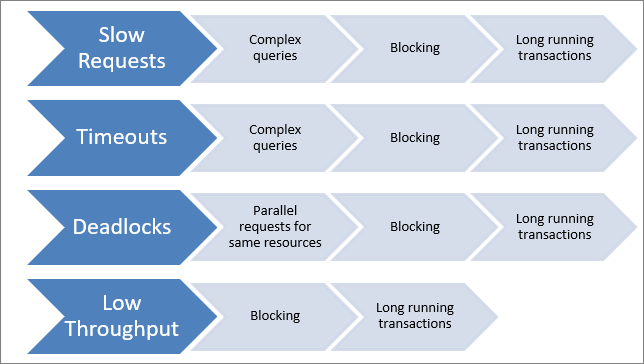 Slow
Requests
Complex
queries
Blocking
Long running
transactions
Timeouts
Complex
queries
Blocking
Long running
transactions
Deadlocks
Parallel
requests for
same resources
Blocking
Long running
transactions
Low
Throughput
Blocking
Long running
transactions